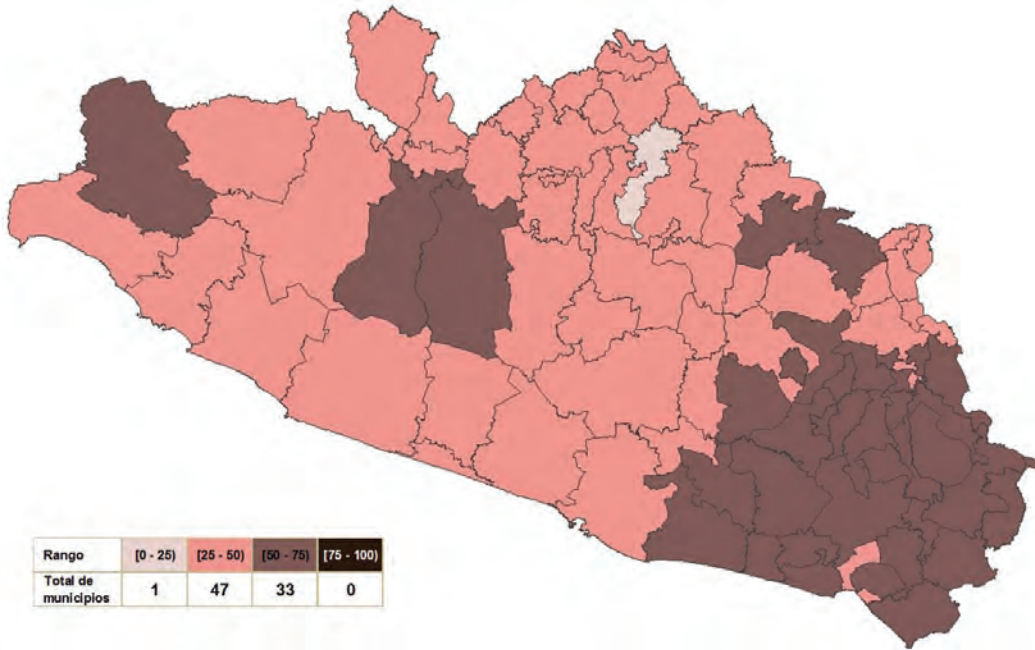 Rango [0 - 25) [25 - 50) [50 - 75) [75 - 100)
Total de municipios 1 47 33 0